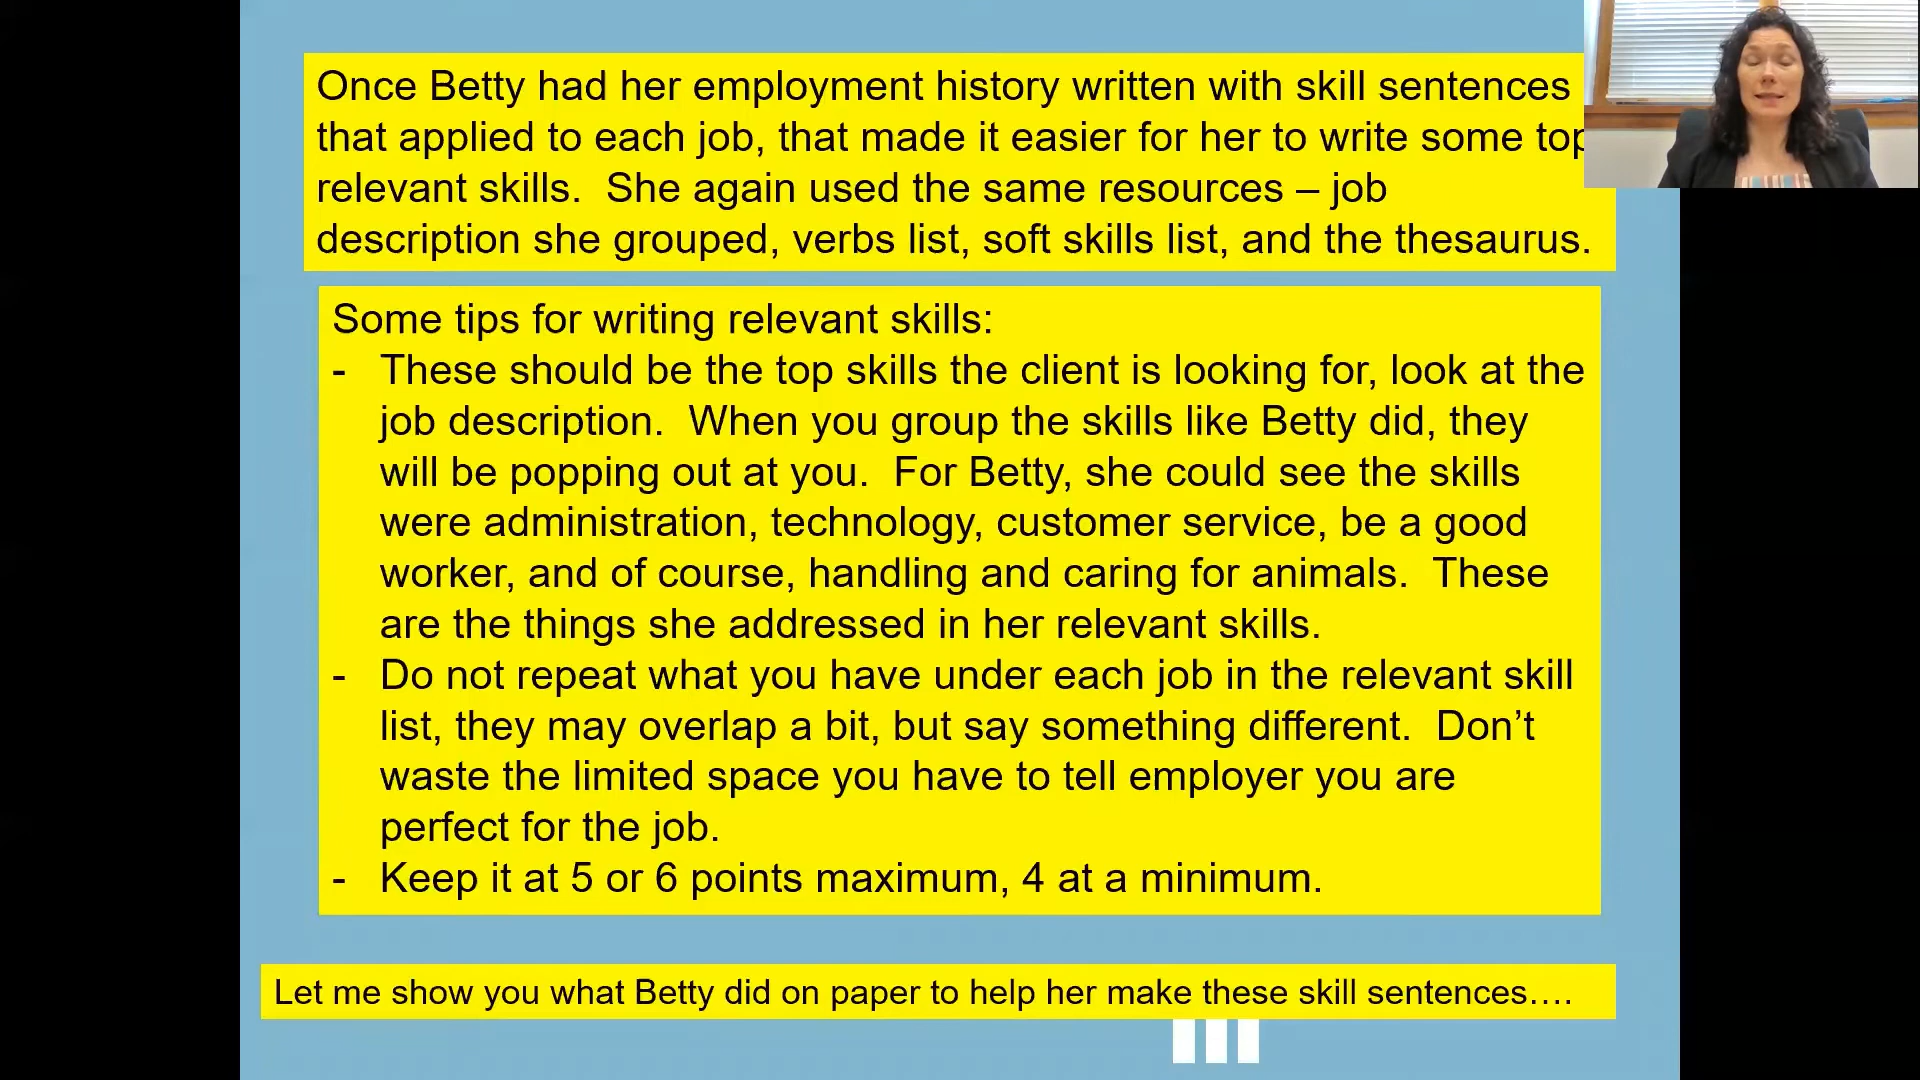 Once Betty had her employment history written with skill sentences
that applied to each job, that made it easier for her to write some top
relevant skills.  She again used the same resources – job
description she grouped, verbs list, soft skills list, and the thesaurus.
Some tips for writing relevant skills:
- These should be the top skills the client is looking for, look at the
job description.  When you group the skills like Betty did, they
will be popping out at you.  For Betty, she could see the skills
were administration, technology, customer service, be a good
worker, and of course, handling and caring for animals.  These
are the things she addressed in her relevant skills.
- Do not repeat what you have under each job in the relevant skill
list, they may overlap a bit, but say something different.  Don’t
waste the limited space you have to tell employer you are
perfect for the job.
- Keep it at 5 or 6 points maximum, 4 at a minimum.
Let me show you what Betty did on paper to help her make these skill sentences….